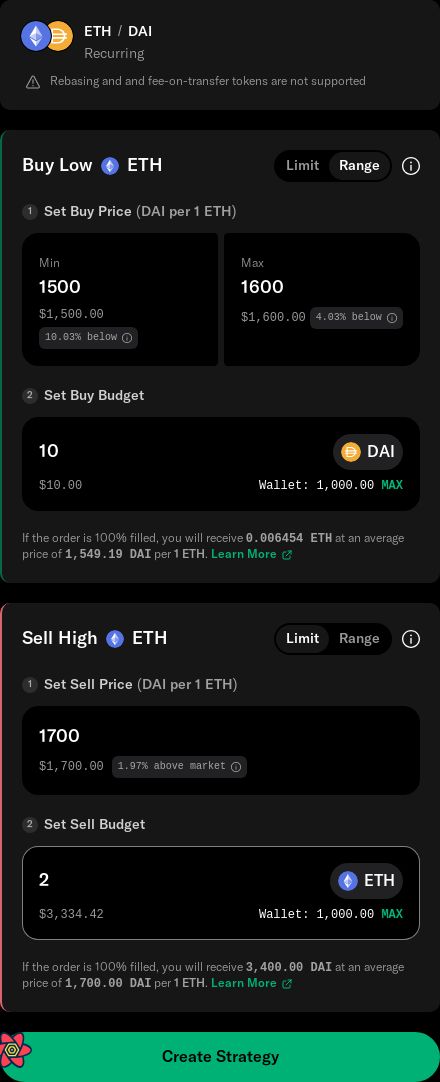 ETH / DAI
Recurring
Rebasing and and fee-on-transfer tokens are not supported
Buy Low ETH Limit Range
1 Set Buy Price (DAI per 1 ETH)
Min Max
1500 1600
$1,500.00 $1,600.00 4.03% below
10.03% below
2 Set Buy Budget
10 DAI
$10.00 Wallet: 1,000.00 MAX
If the order is 100% filled, you will receive 0.006454 ETH at an average
price of 1,549.19 DAI per 1 ETH. Learn More
Sell High ETH Limit Range
1 Set Sell Price (DAI per 1 ETH)
1700
$1,700.00 1.97% above market
2 Set Sell Budget
2 ETH
$3,334.42 Wallet: 1,000.00 MAX
If the order is 100% filled, you will receive 3,400.00 DAI at an average
price of 1,700.00 DAI per 1 ETH. Learn More
Create Strategy